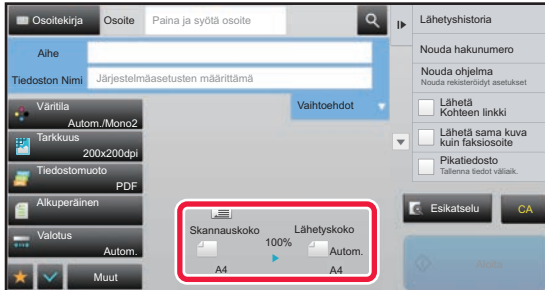 Osoitekirja
Osoite
Paina ja syötä osoite
Aihe
Tiedoston Nimi
Järjestelmäasetusten määrittämä
Väritila
Autom./Mono2
Tarkkuus
200x200dpi
Tiedostomuoto
PDF
Alkuperäinen
Valotus
Autom.
Muut
Vaihtoehdot
Skannauskoko
100%
Lähetyskoko
Autom.
A4
A4
Lähetyshistoria
Nouda hakunumero
Nouda ohjelma
Nouda rekisteröidyt asetukset
Lähetä
Kohteen linkki
Lähetä sama kuva
kuin faksiosoite
Pikatiedosto
Tallenna tiedot väliaik.
Esikatselu
CA